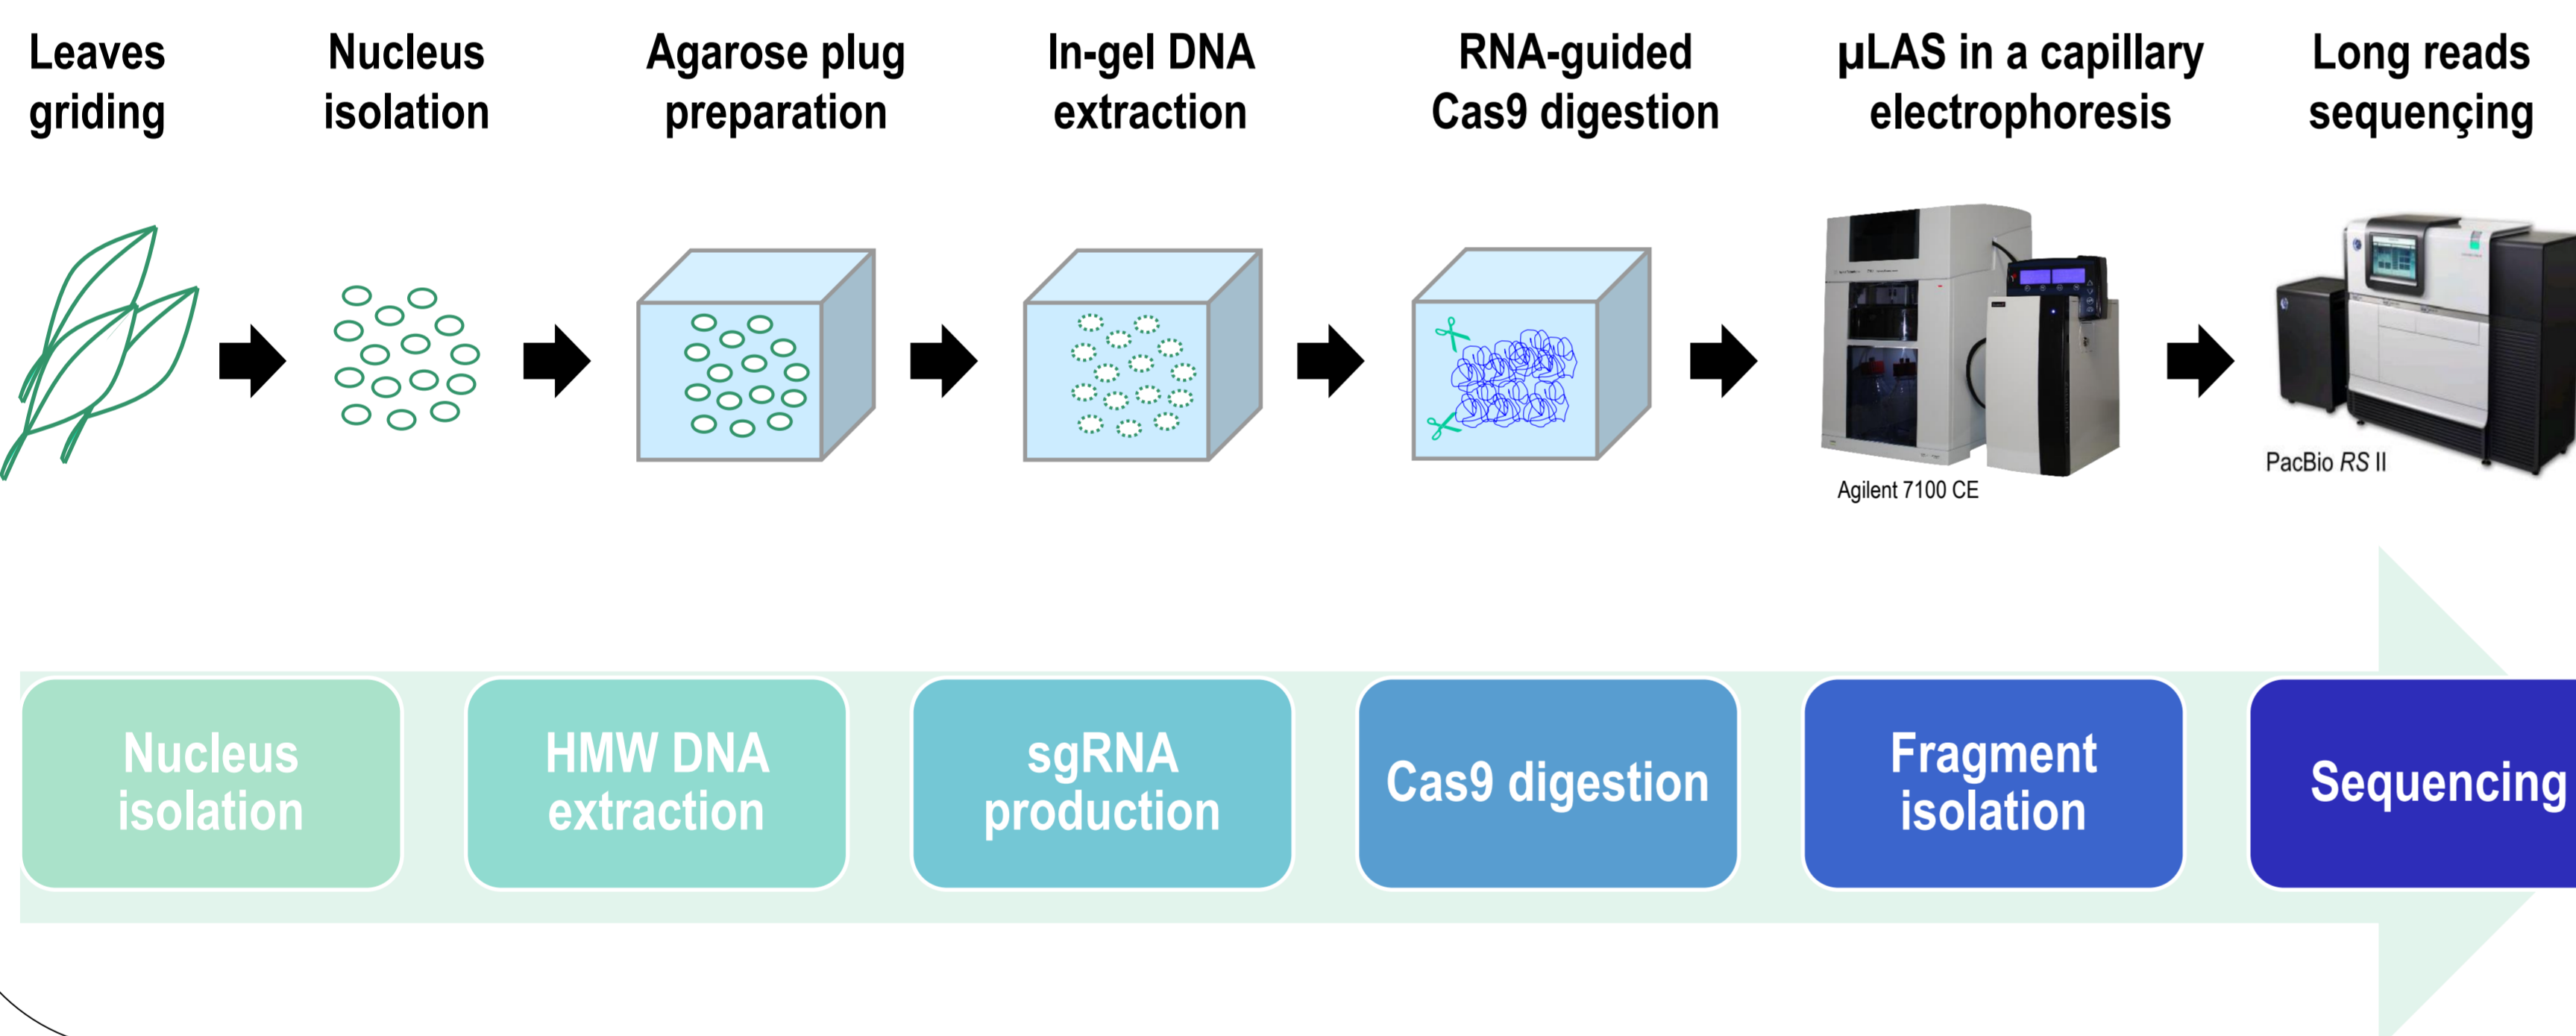 Leaves
griding
Nucleus
isolation
Agarose plug
preparation
In-gel DNA
extraction
RNA-guided
Cas9 digestion
µLAS in a capillary
electrophoresis
Long reads
sequençing
Agilent 7100 CE
PacBio RS II
Nucleus
isolation
HMW DNA
extraction
sgRNA
production
Cas9 digestion
Fragment
isolation
Sequencing